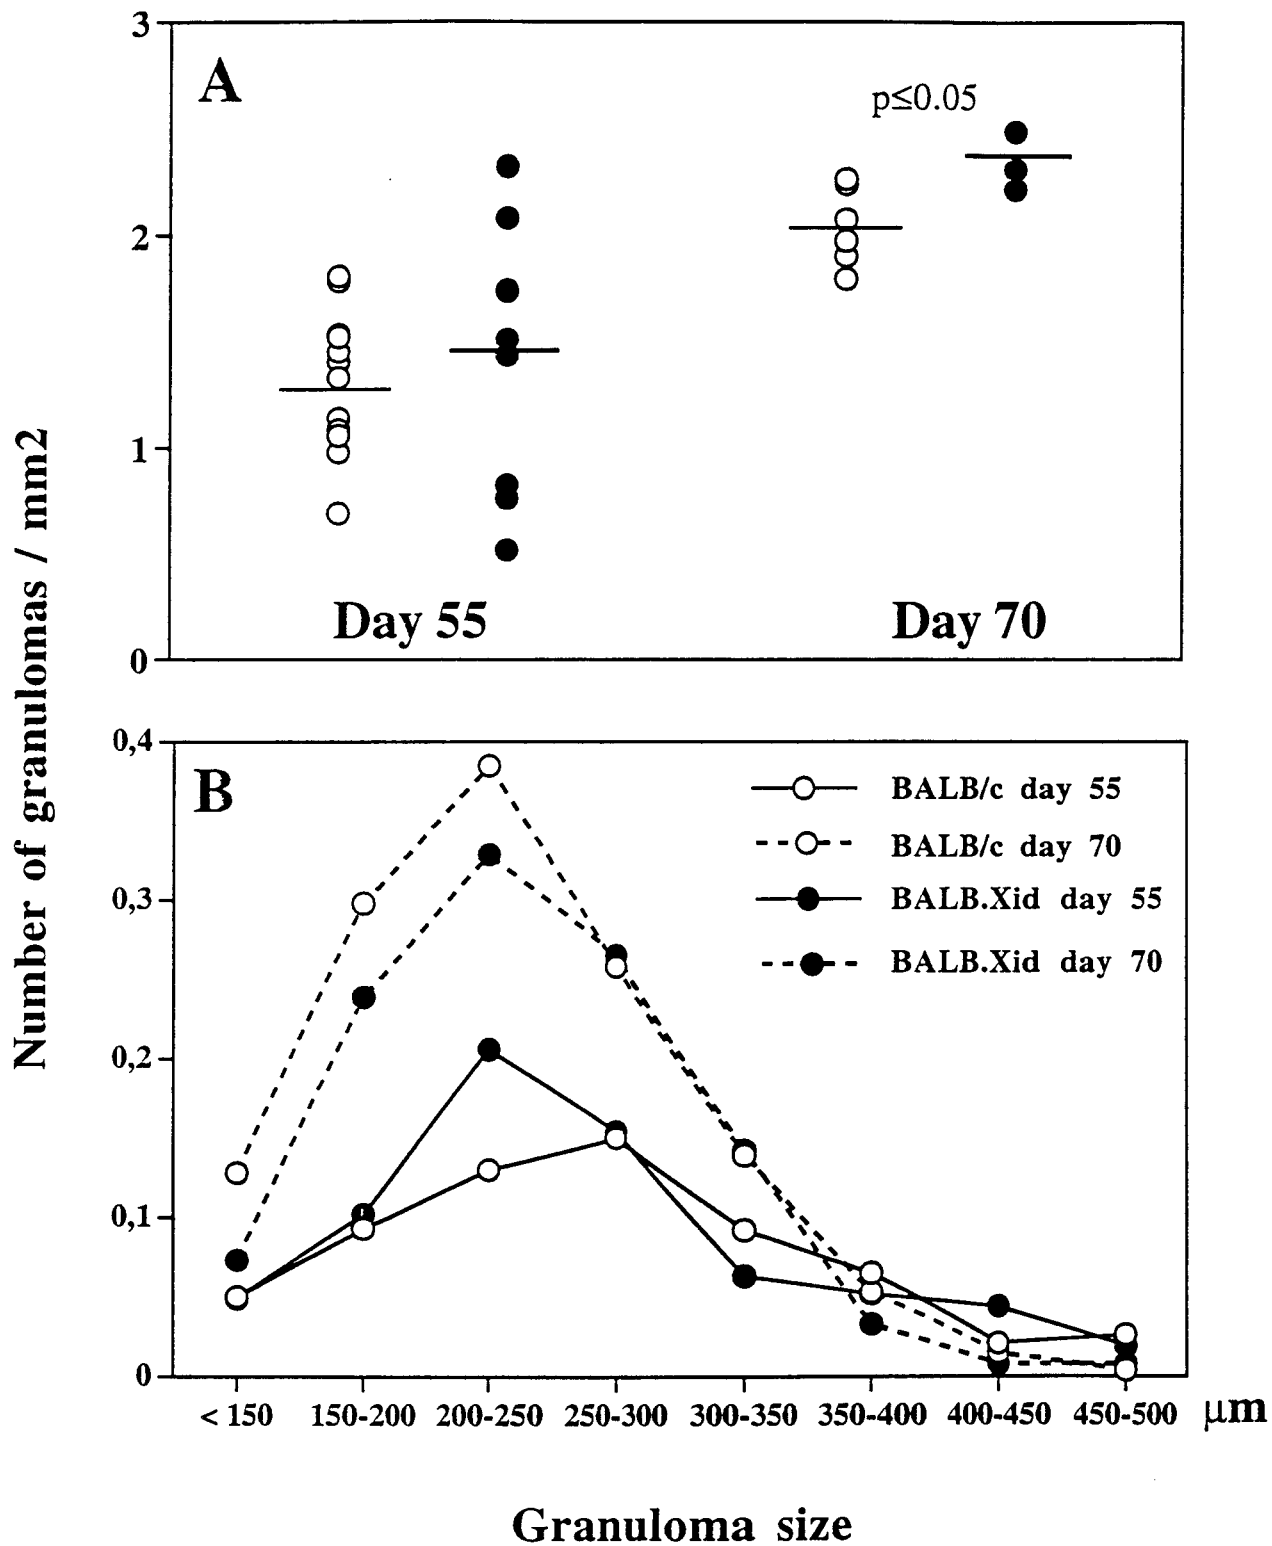 3
A
p≤0.05
2
1
Day 55
Day 70
0
Number of granulomas / mm2
0,4
B
BALB/c day 55
BALB/c day 70
0,3
BALB.Xid day 55
BALB.Xid day 70
0,2
0,1
0
< 150 150-200 200-250 250-300 300-350 350-400 400-450 450-500 µm
Granuloma size